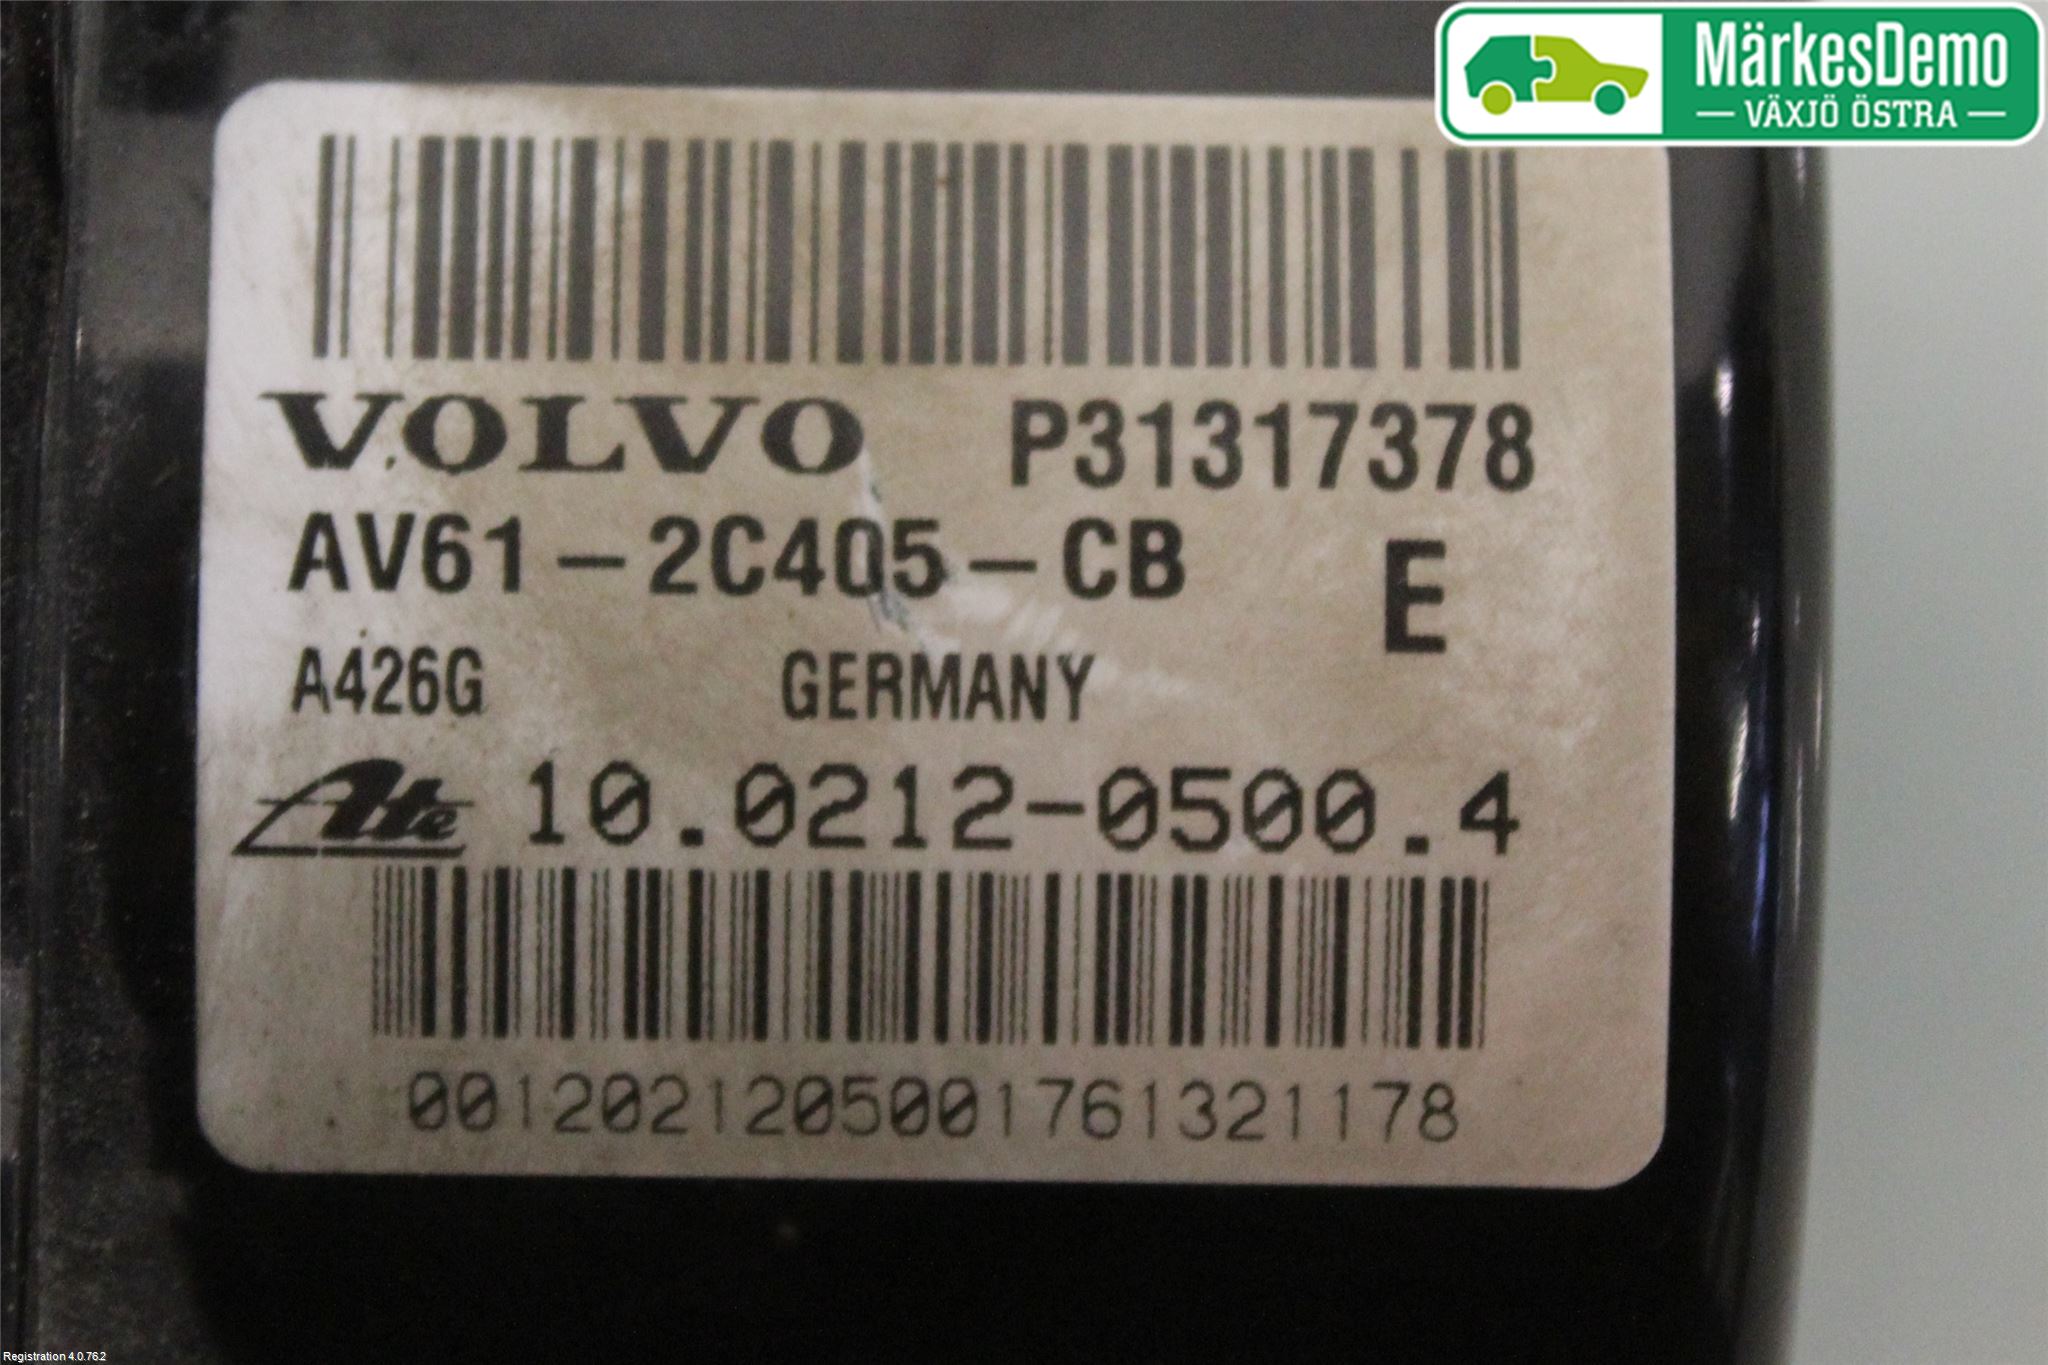 MärkesDemo
VÄXJÖ ÖSTRA
VOLVO P31317378
AV61-2C405-CB E
A426G GERMANY
Ate 10.0212-0500.4
0012021205001761321178
Registration 4.0.76.2